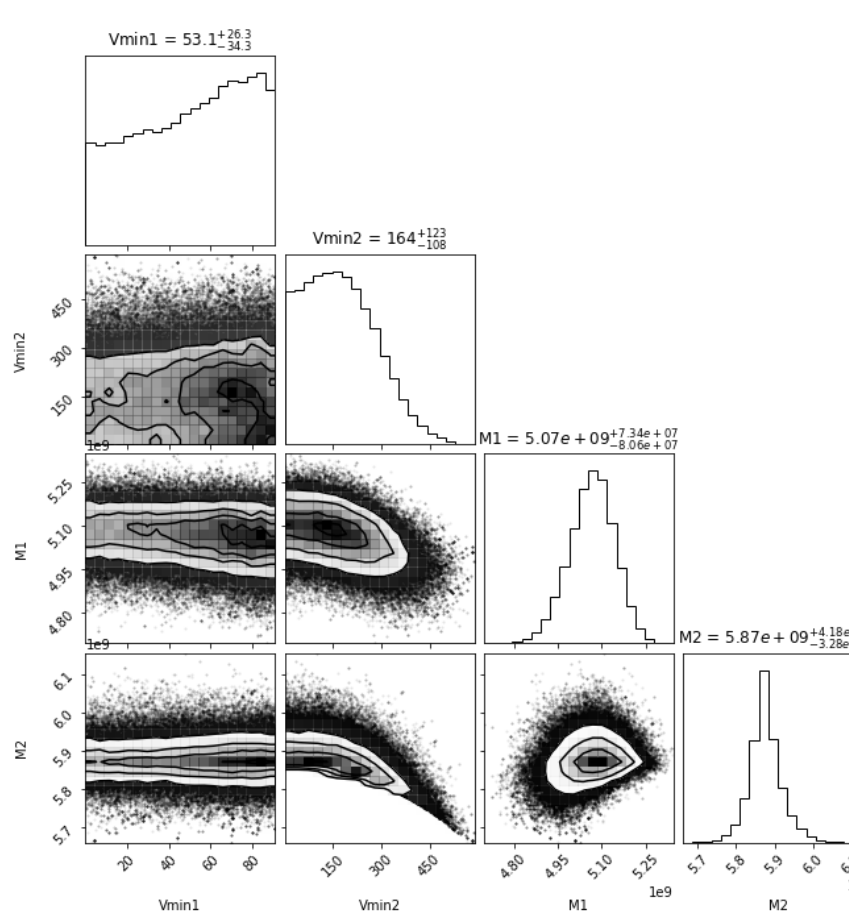 Vmin1 = 53.1+26.3
−34.3
Vmin2 = 164+123
−108
Vmin2
450
300
150
1e9
M1 = 5.07e + 09+7.34e+07
−8.06e+07
M1
5.25
5.10
4.95
4.80
1e9
M2 = 5.87e + 09+4.18e
−3.28e
M2
6.1
6.0
5.9
5.8
5.7
20 40 60 80
150 300 450
4.80 4.95 5.10 5.25
5.7 5.8 5.9 6.0
1e9
Vmin1 Vmin2 M1 M2